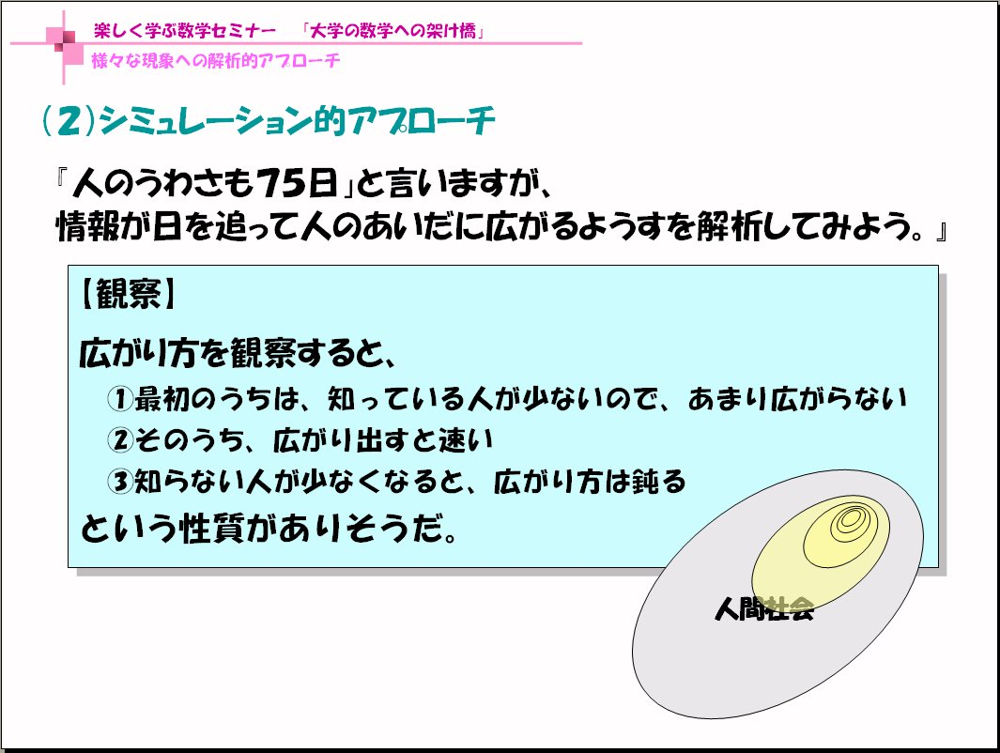 楽しく学ぶ数学セミナー 「大学の数学への架け橋」
様々な現象への解析的アプローチ
(2)シミュレーション的アプローチ
『人のうわさも75日」と言いますが、
情報が日を追って人のあいだに広がるようすを解析してみよう。』
【観察】
広がり方を観察すると、
①最初のうちは、知っている人が少ないので、あまり広がらない
②そのうち、広がり出すと速い
③知らない人が少なくなると、広がり方は鈍る
という性質がありそうだ。
人間社会